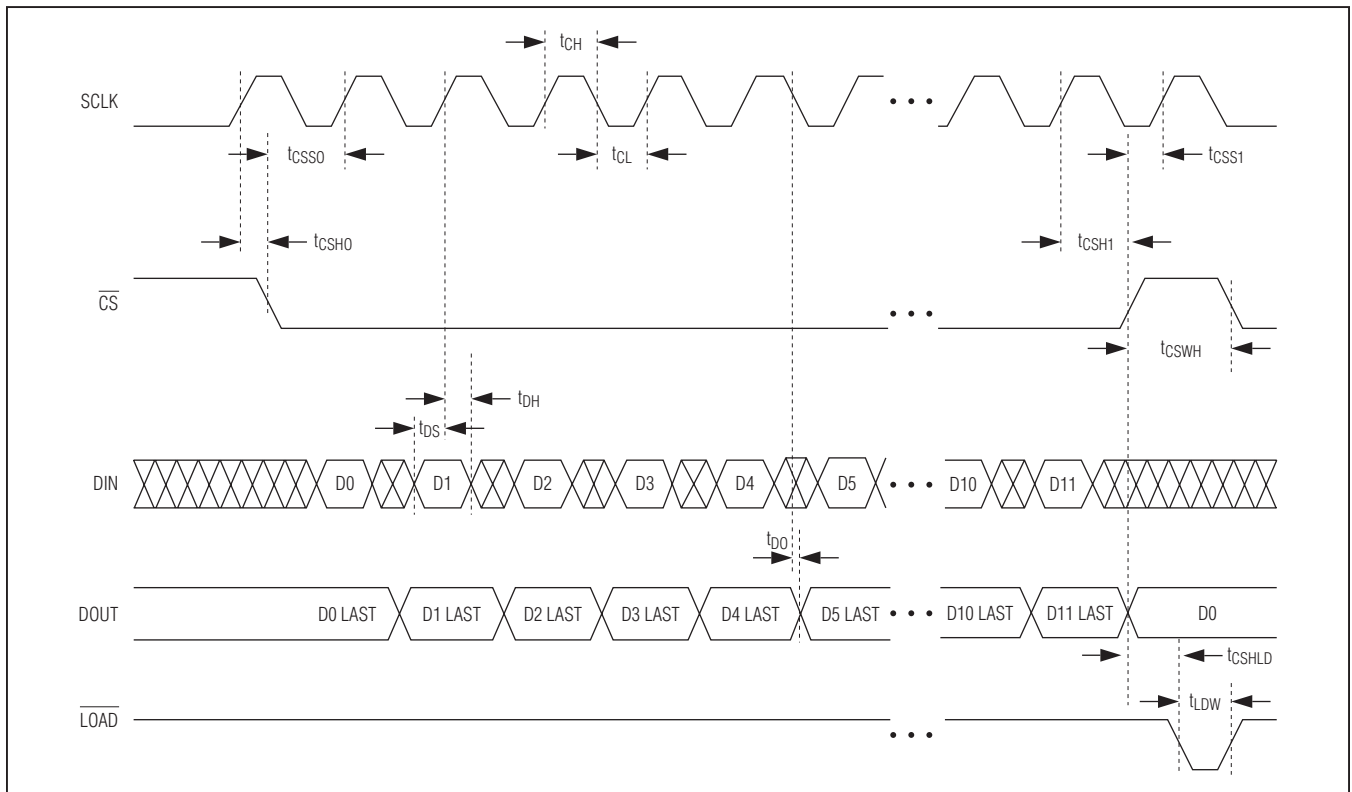 tCH
SCLK
tCSS0
tCL
tCSS1
tCSH0
tCSH1
CS
• • •
tCSWH
tDH
tDS
DIN
D0
D1
D2
D3
D4
D5
• • •
D10
D11
tDO
DOUT
D0 LAST
D1 LAST
D2 LAST
D3 LAST
D4 LAST
D5 LAST
• • •
D10 LAST
D11 LAST
D0
tCSHLD
tLDW
LOAD
• • •